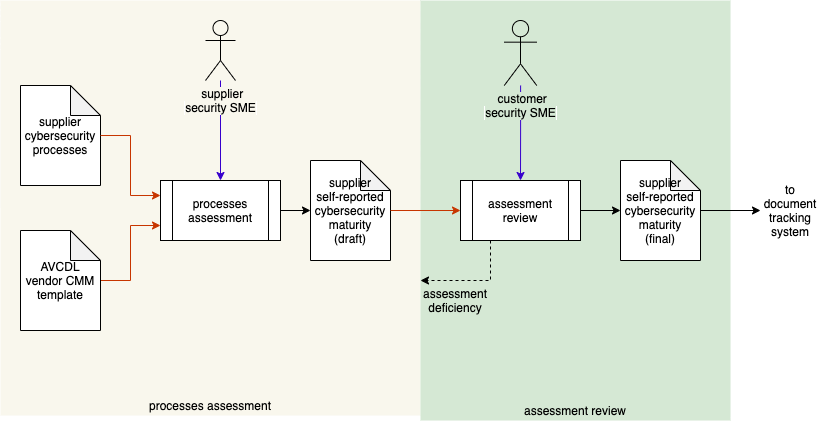 supplier
security SME
customer
security SME
supplier
cybersecurity
processes
processes
assessment
supplier
self-reported
cybersecurity
maturity
(draft)
assessment
review
supplier
self-reported
cybersecurity
maturity
(final)
to
document
tracking
system
AVCDL
vendor CMM
template
assessment
deficiency
processes assessment
assessment review